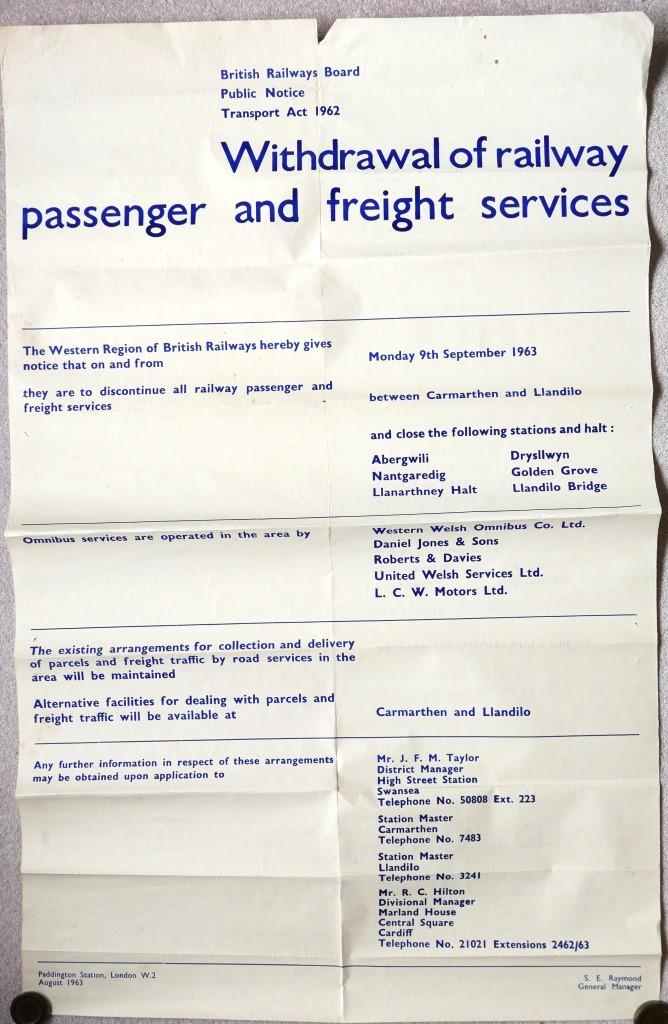 British Railways Board
Public Notice
Transport Act 1962
Withdrawal of railway
passenger and freight services
The Western Region of British Railways hereby gives
notice that on and from
Monday 9th September 1963
they are to discontinue all railway passenger and
freight services
between Carmarthen and Llandilo
and close the following stations and halt :
Abergwili
Nantgaredig
Llanarthney Halt
Drysllwyn
Golden Grove
Llandilo Bridge
Omnibus services are operated in the area by
Western Welsh Omnibus Co. Ltd.
Daniel Jones & Sons
Roberts & Davies
United Welsh Services Ltd.
L. C. W. Motors Ltd.
The existing arrangements for collection and delivery
of parcels and freight traffic by road services in the
area will be maintained
Alternative facilities for dealing with parcels and
freight traffic will be available at
Carmarthen and Llandilo
Any further information in respect of these arrangements
may be obtained upon application to
Mr. J. F. M. Taylor
District Manager
High Street Station
Swansea
Telephone No. 50808 Ext. 223
Station Master
Carmarthen
Telephone No. 7483
Station Master
Llandilo
Telephone No. 3241
Mr. R. C. Hilton
Divisional Manager
Marland House
Central Square
Cardiff
Telephone No. 21021 Extensions 2462/63
Paddington Station, London W.2
August 1963
S. E. Raymond
General Manager